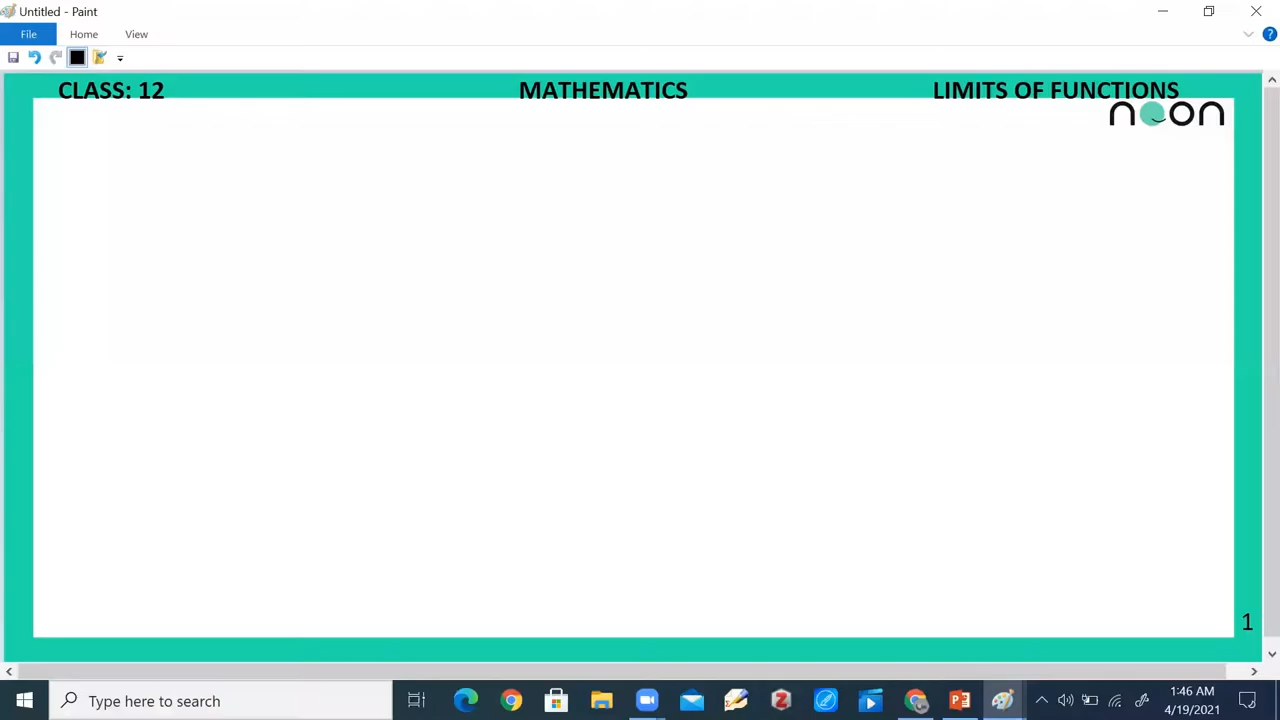 Untitled - Paint
File Home View
CLASS: 12 MATHEMATICS LIMITS OF FUNCTIONS
noon
1
Type here to search
1:46 AM
4/19/2021